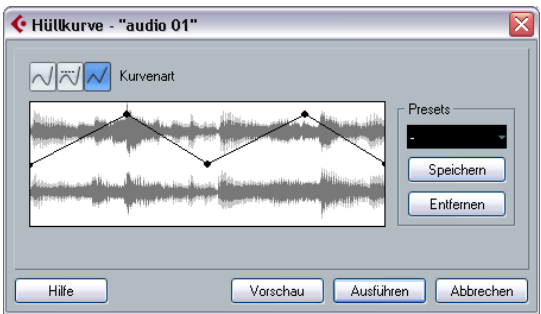 Hüllkurve - "audio 01"
Kurvenart
Presets
-
Speichern
Entfernen
Hilfe
Vorschau
Ausführen
Abbrechen